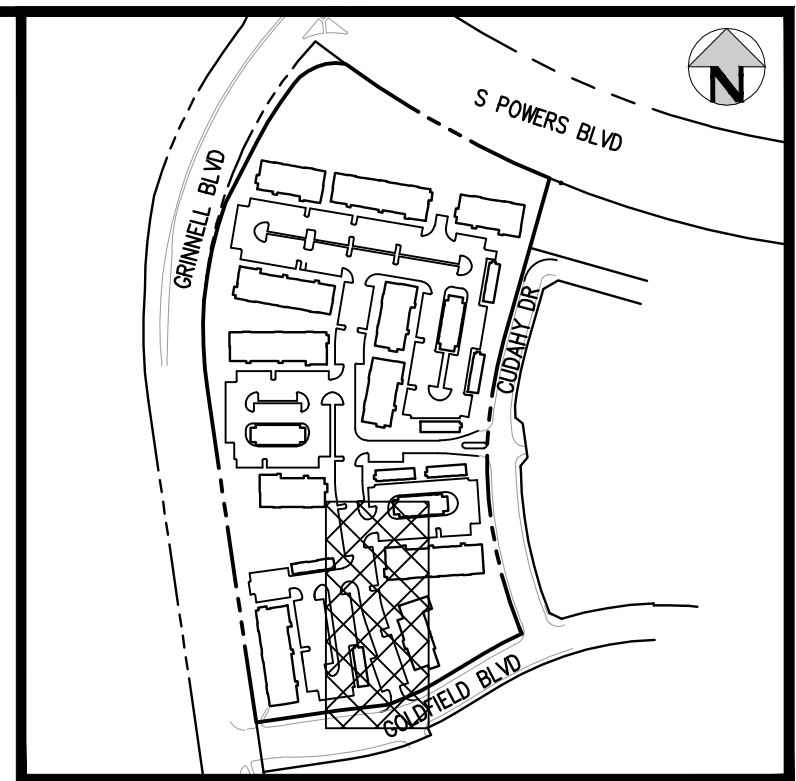 N
S POWERS BLVD
GRINNELL BLVD
CUDAHY DR
GOLDFIELD BLVD